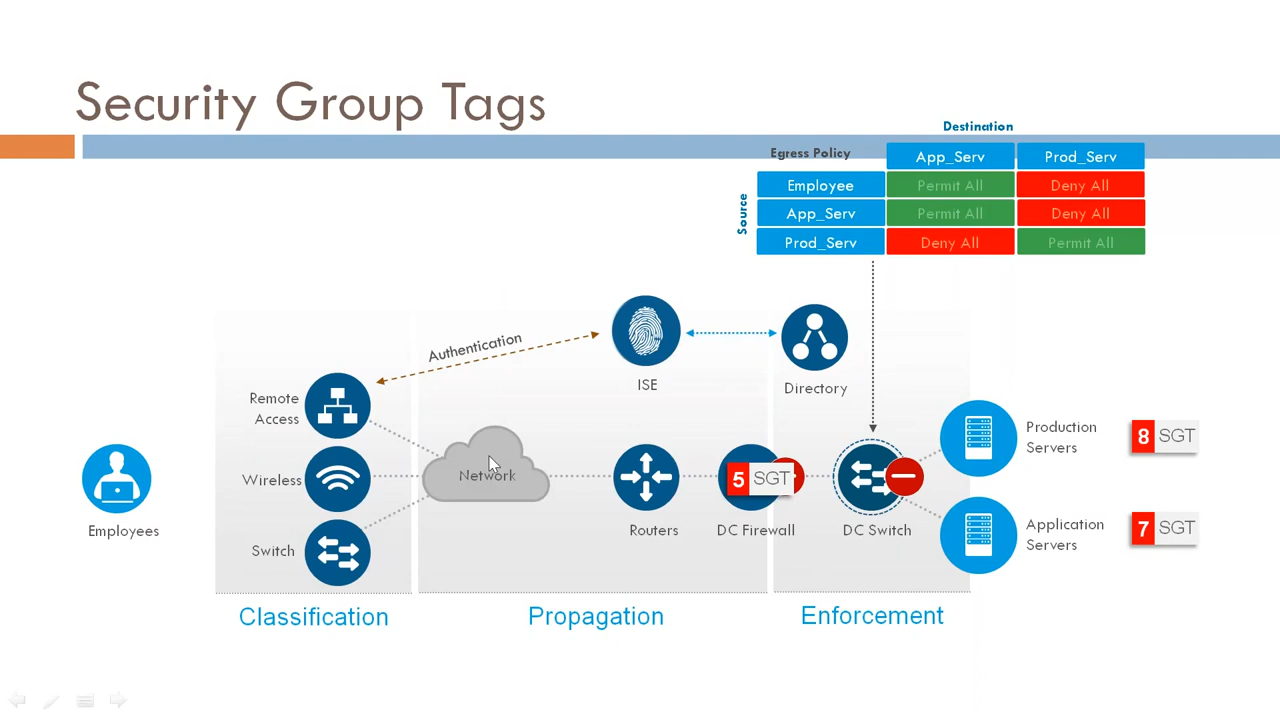 Security Group Tags
Destination
Egress Policy
App_Serv
Prod_Serv
Source
Employee
Permit All
Deny All
App_Serv
Permit All
Deny All
Prod_Serv
Deny All
Permit All
Authentication
ISE
Directory
Remote
Access
Wireless
Switch
Employees
Network
Routers
5 SGT
DC Firewall
DC Switch
Production
Servers
8 SGT
Application
Servers
7 SGT
Classification
Propagation
Enforcement